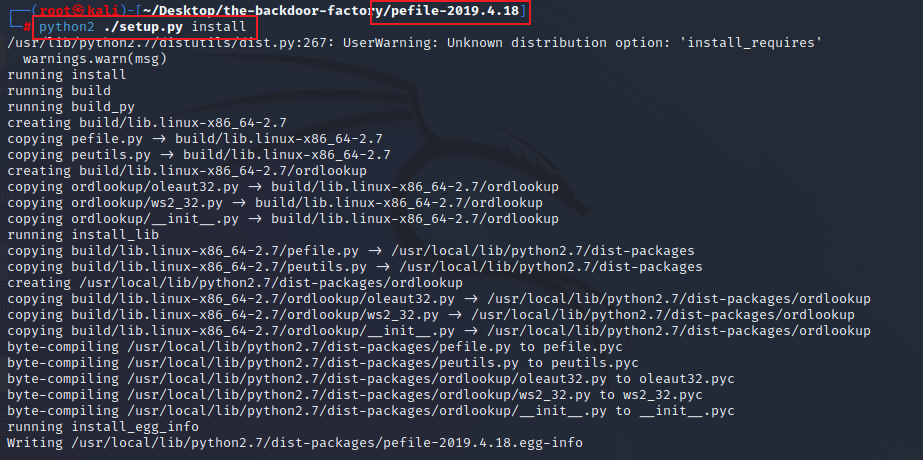 ┌──(root㉿kali)-[~/Desktop/the-backdoor-factory/pefile-2019.4.18]
└─# python2 ./setup.py install
/usr/lib/python2.7/distutils/dist.py:267: UserWarning: Unknown distribution option: 'install_requires'
  warnings.warn(msg)
running install
running build
running build_py
creating build/lib.linux-x86_64-2.7
copying pefile.py → build/lib.linux-x86_64-2.7
copying peutils.py → build/lib.linux-x86_64-2.7
creating build/lib.linux-x86_64-2.7/ordlookup
copying ordlookup/oleaut32.py → build/lib.linux-x86_64-2.7/ordlookup
copying ordlookup/ws2_32.py → build/lib.linux-x86_64-2.7/ordlookup
copying ordlookup/__init__.py → build/lib.linux-x86_64-2.7/ordlookup
running install_lib
copying build/lib.linux-x86_64-2.7/pefile.py → /usr/local/lib/python2.7/dist-packages
copying build/lib.linux-x86_64-2.7/peutils.py → /usr/local/lib/python2.7/dist-packages
creating /usr/local/lib/python2.7/dist-packages/ordlookup
copying build/lib.linux-x86_64-2.7/ordlookup/oleaut32.py → /usr/local/lib/python2.7/dist-packages/ordlookup
copying build/lib.linux-x86_64-2.7/ordlookup/ws2_32.py → /usr/local/lib/python2.7/dist-packages/ordlookup
copying build/lib.linux-x86_64-2.7/ordlookup/__init__.py → /usr/local/lib/python2.7/dist-packages/ordlookup
byte-compiling /usr/local/lib/python2.7/dist-packages/pefile.py to pefile.pyc
byte-compiling /usr/local/lib/python2.7/dist-packages/peutils.py to peutils.pyc
byte-compiling /usr/local/lib/python2.7/dist-packages/ordlookup/oleaut32.py to oleaut32.pyc
byte-compiling /usr/local/lib/python2.7/dist-packages/ordlookup/ws2_32.py to ws2_32.pyc
byte-compiling /usr/local/lib/python2.7/dist-packages/ordlookup/__init__.py to __init__.pyc
running install_egg_info
Writing /usr/local/lib/python2.7/dist-packages/pefile-2019.4.18.egg-info